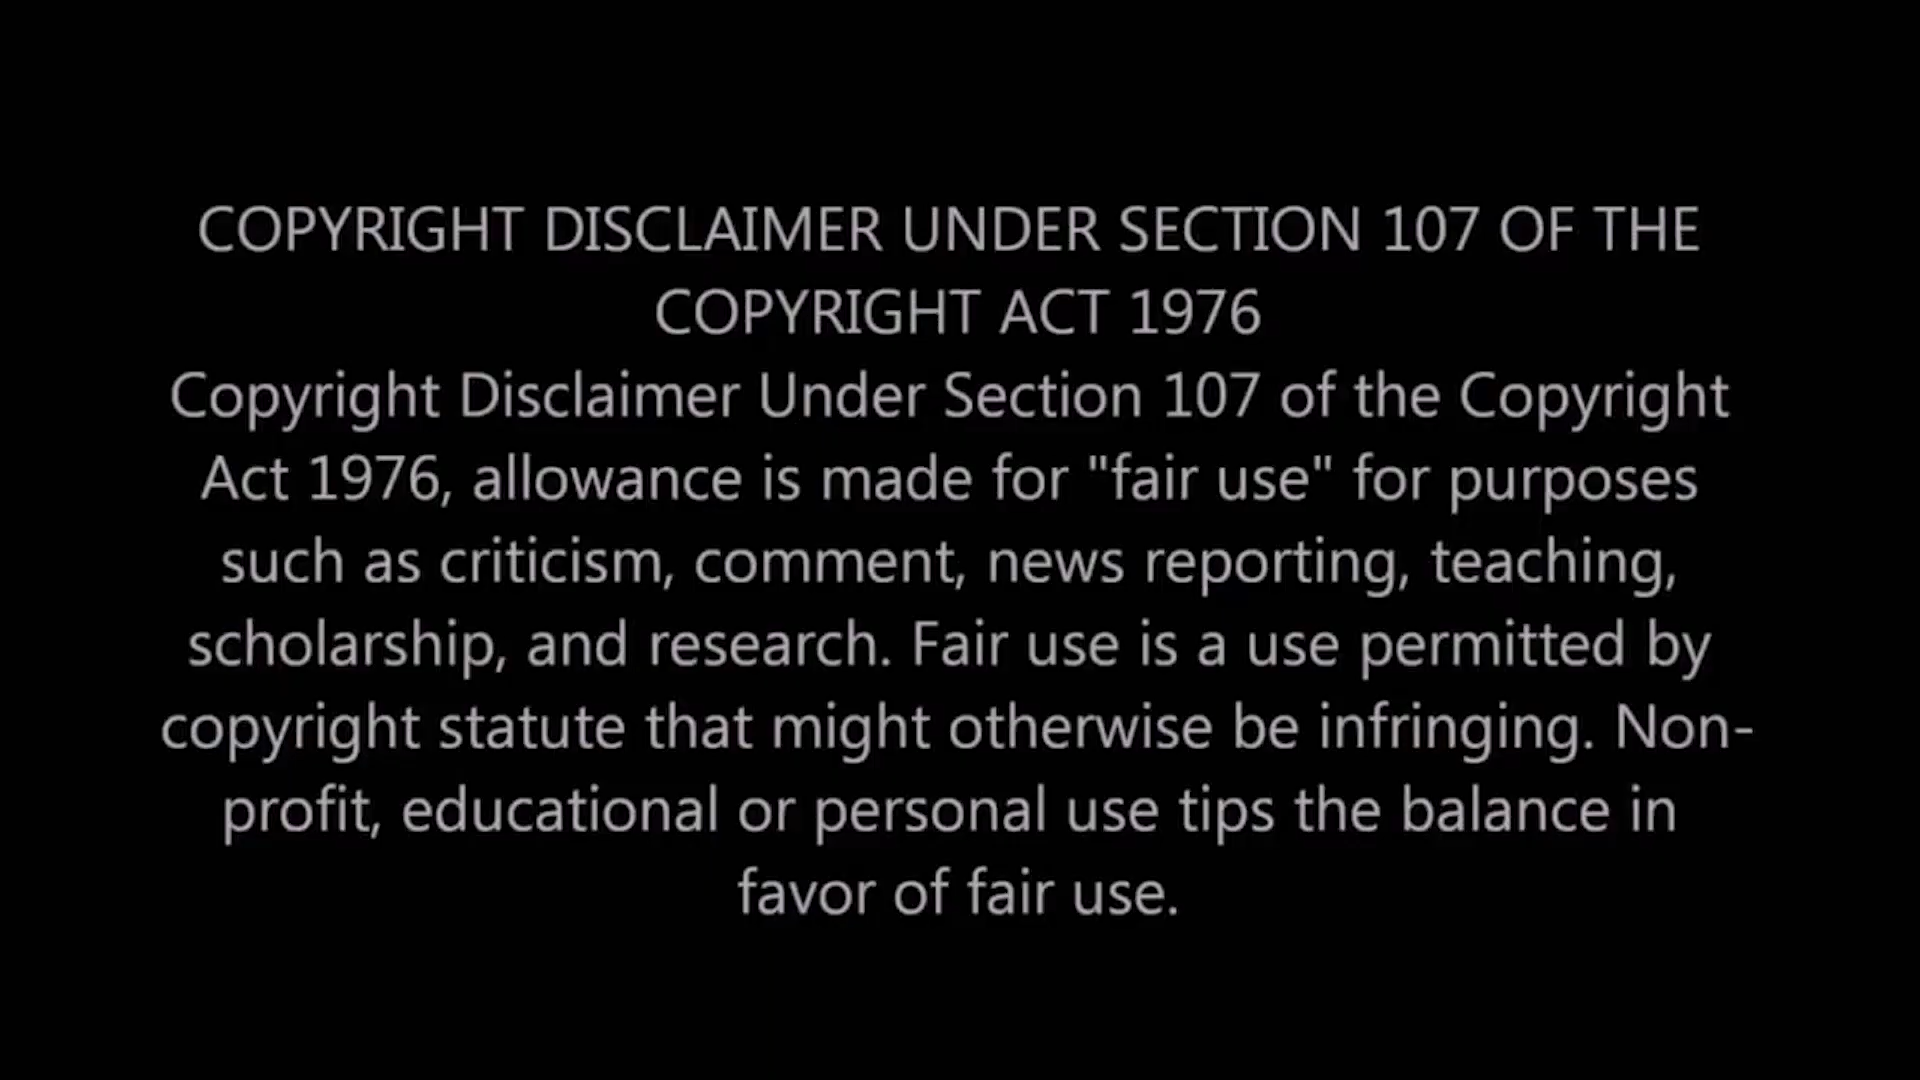 COPYRIGHT DISCLAIMER UNDER SECTION 107 OF THE
COPYRIGHT ACT 1976
Copyright Disclaimer Under Section 107 of the Copyright
Act 1976, allowance is made for "fair use" for purposes
such as criticism, comment, news reporting, teaching,
scholarship, and research. Fair use is a use permitted by
copyright statute that might otherwise be infringing. Non-
profit, educational or personal use tips the balance in
favor of fair use.